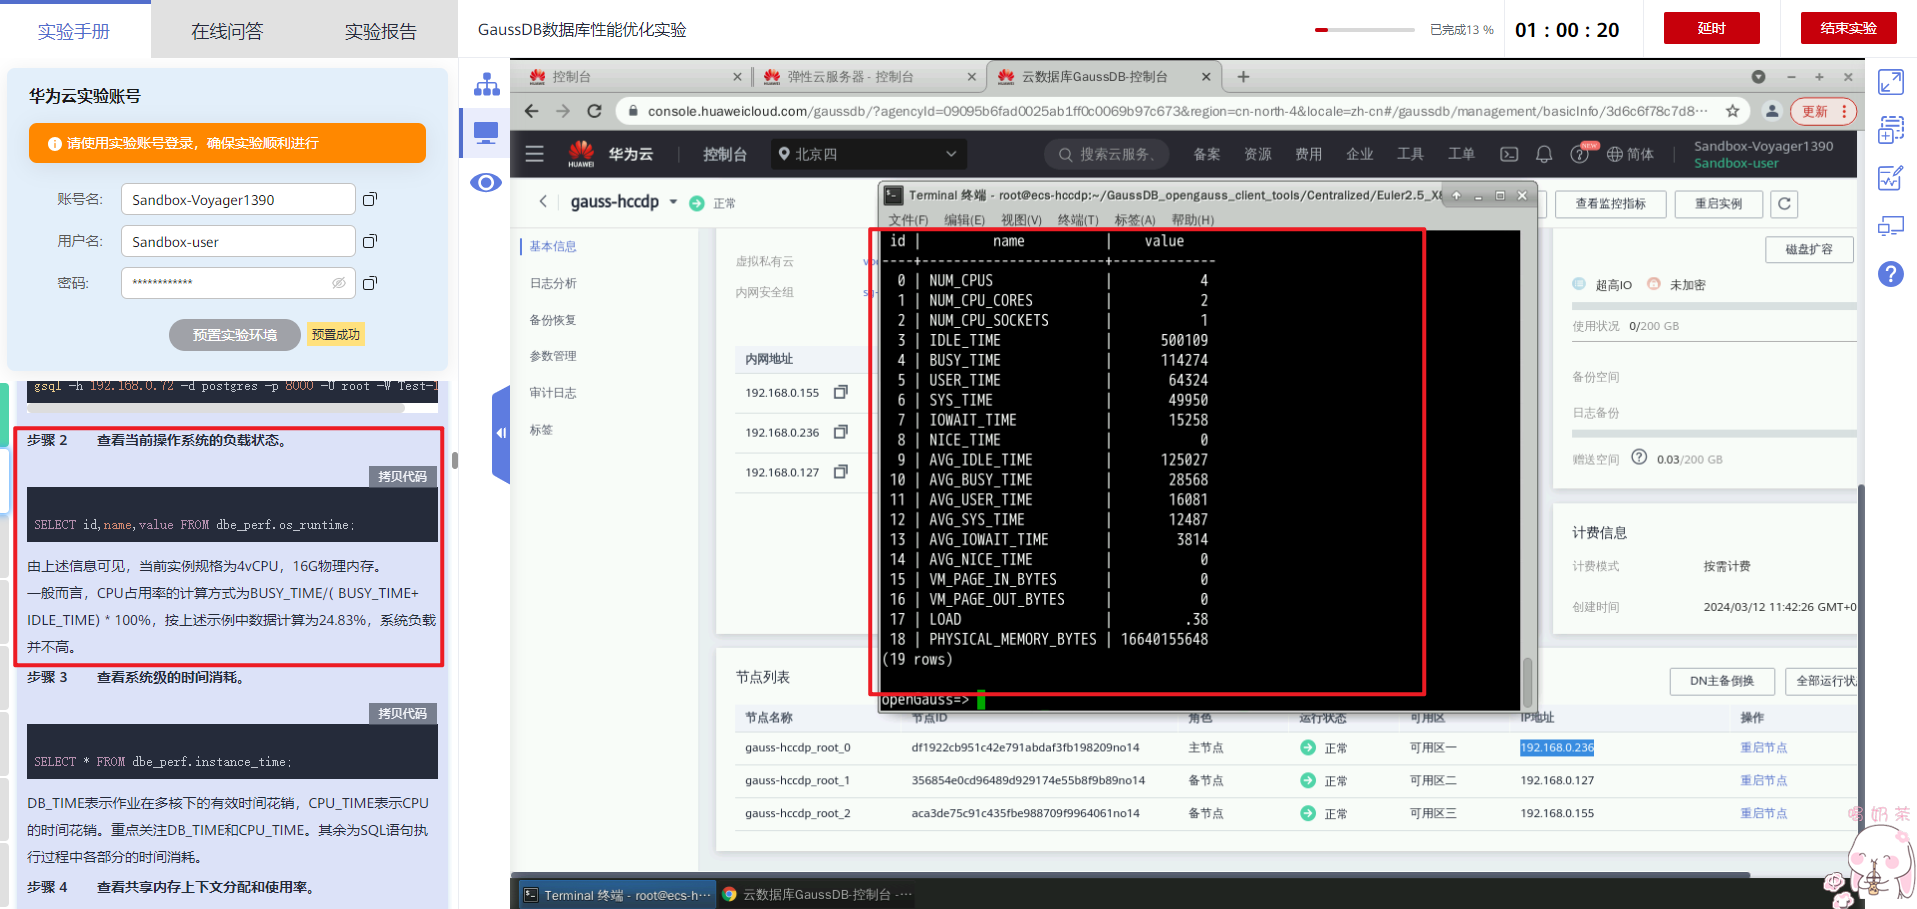 实验手册
在线问答
实验报告
GaussDB数据库性能优化实验
已完成13 %
01 : 00 : 20
延时
结束实验
华为云实验账号
请使用实验账号登录，确保实验顺利进行
账号名:
Sandbox-Voyager1390
用户名:
Sandbox-user
密码:
************
预置实验环境
预置成功
gsql -h 192.168.0.72 -d postgres -p 8000 -U root -W Test-
步骤 2 查看当前操作系统的负载状态。
拷贝代码
SELECT id,name,value FROM dbe_perf.os_runtime;
由上述信息可见，当前实例规格为4vCPU，16G物理内存。
一般而言，CPU占用率的计算方式为BUSY_TIME/( BUSY_TIME+
IDLE_TIME) * 100%，按上述示例中数据计算为24.83%，系统负载
并不高。
步骤 3 查看系统级的时间消耗。
拷贝代码
SELECT * FROM dbe_perf.instance_time;
DB_TIME表示作业在多核下的有效时间花销，CPU_TIME表示CPU
的时间花销。重点关注DB_TIME和CPU_TIME。其余为SQL语句执
行过程中各部分的时间消耗。
步骤 4 查看共享内存上下文分配和使用率。
控制台
弹性云服务器 - 控制台
云数据库GaussDB-控制台
console.huaweicloud.com/gaussdb/?agencyId=09095b6fad0025ab1ff0c0069b97c673&region=cn-north-4&locale=zh-cn#/gaussdb/management/basicInfo/3d6c6f78c7d8···
更新
HUAWEI
华为云
控制台
北京四
搜索云服务、
备案
资源
费用
企业
工具
工单
NEW
简体
Sandbox-Voyager1390
Sandbox-user
gauss-hccdp
正常
查看监控指标
重启实例
基本信息
日志分析
备份恢复
参数管理
审计日志
标签
虚拟私有云
内网安全组
sg-
内网地址
192.168.0.155
192.168.0.236
192.168.0.127
Terminal 终端 - root@ecs-hccdp:~/GaussDB_opengauss_client_tools/Centralized/Euler2.5_X8
文件(F) 编辑(E) 视图(V) 终端(T) 标签(A) 帮助(H)
id | name | value
----+----------------------+-------------
0 | NUM_CPUS | 4
1 | NUM_CPU_CORES | 2
2 | NUM_CPU_SOCKETS | 1
3 | IDLE_TIME | 500109
4 | BUSY_TIME | 114274
5 | USER_TIME | 64324
6 | SYS_TIME | 49950
7 | IOWAIT_TIME | 15258
8 | NICE_TIME | 0
9 | AVG_IDLE_TIME | 125027
10 | AVG_BUSY_TIME | 28568
11 | AVG_USER_TIME | 16081
12 | AVG_SYS_TIME | 12487
13 | AVG_IOWAIT_TIME | 3814
14 | AVG_NICE_TIME | 0
15 | VM_PAGE_IN_BYTES | 0
16 | VM_PAGE_OUT_BYTES | 0
17 | LOAD | .38
18 | PHYSICAL_MEMORY_BYTES | 16640155648
(19 rows)
openGauss=>
磁盘扩容
超高IO
未加密
使用状况 0/200 GB
备份空间
日志备份
赠送空间 0.03/200 GB
计费信息
计费模式 按需计费
创建时间 2024/03/12 11:42:26 GMT+0
节点列表
DN主备倒换
全部运行状
节点名称 节点ID 角色 运行状态 可用区 IP地址 操作
gauss-hccdp_root_0 df1922cb951c42e791abdaf3fb198209no14 主节点 正常 可用区一 192.168.0.236 重启节点
gauss-hccdp_root_1 356854e0cd96489d929174e55b8f9b89no14 备节点 正常 可用区二 192.168.0.127 重启节点
gauss-hccdp_root_2 aca3de75c91c435fbe988709f9964061no14 备节点 正常 可用区三 192.168.0.155 重启节点
Terminal 终端 - root@ecs-h···
云数据库GaussDB-控制台 - ···
奶茶